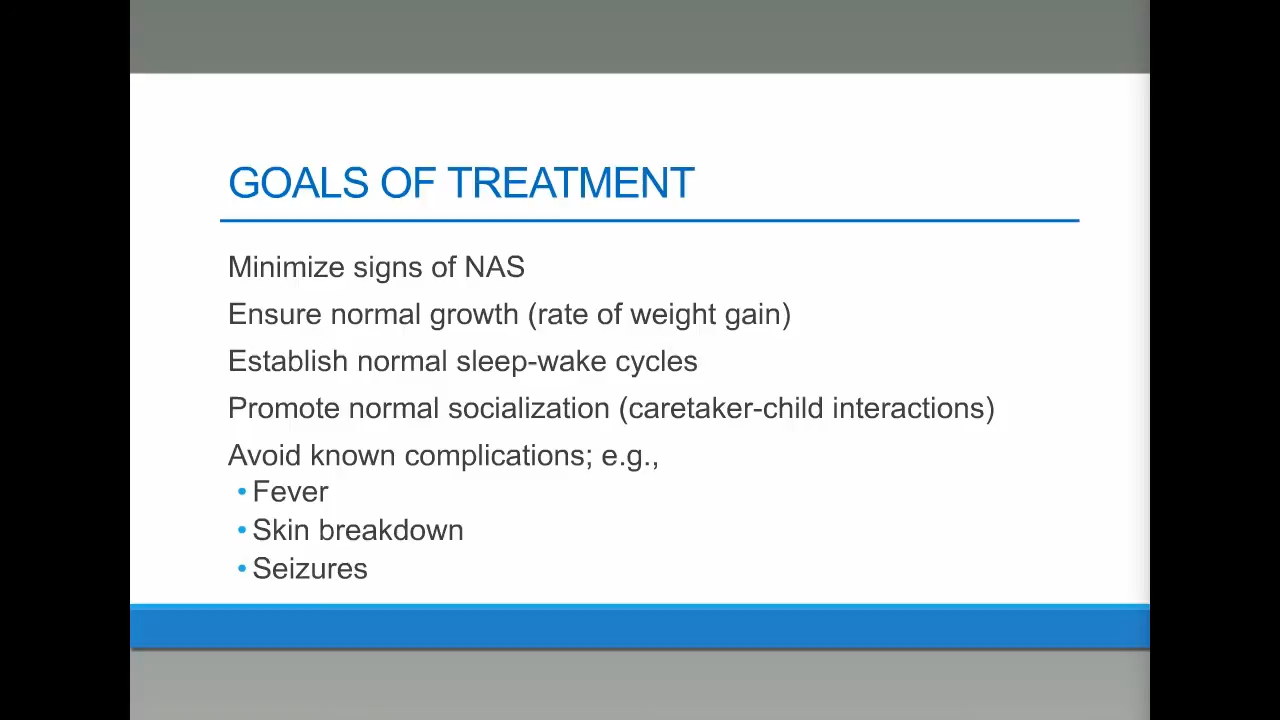 GOALS OF TREATMENT
Minimize signs of NAS
Ensure normal growth (rate of weight gain)
Establish normal sleep-wake cycles
Promote normal socialization (caretaker-child interactions)
Avoid known complications; e.g.,
• Fever
• Skin breakdown
• Seizures